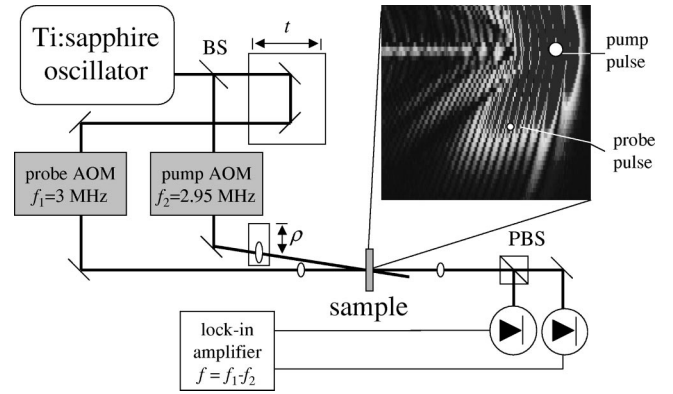 Ti:sapphire
oscillator
BS
t
pump
pulse
probe
pulse
probe AOM
f₁=3 MHz
pump AOM
f₂=2.95 MHz
ρ
PBS
sample
lock-in
amplifier
f = f₁-f₂